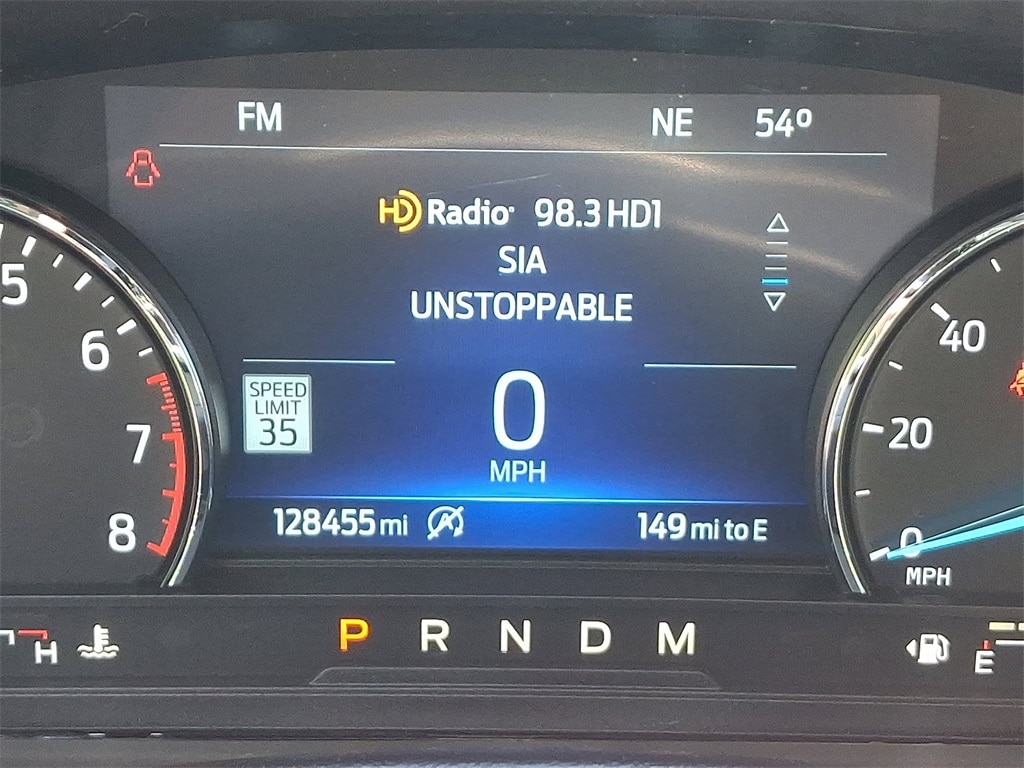 FM NE 54°
HD Radio 98.3 HD1
SIA
UNSTOPPABLE
SPEED
LIMIT
35
0
MPH
128455 mi 149 mi to E
5
6
7
8
40
20
0
MPH
H P R N D M E